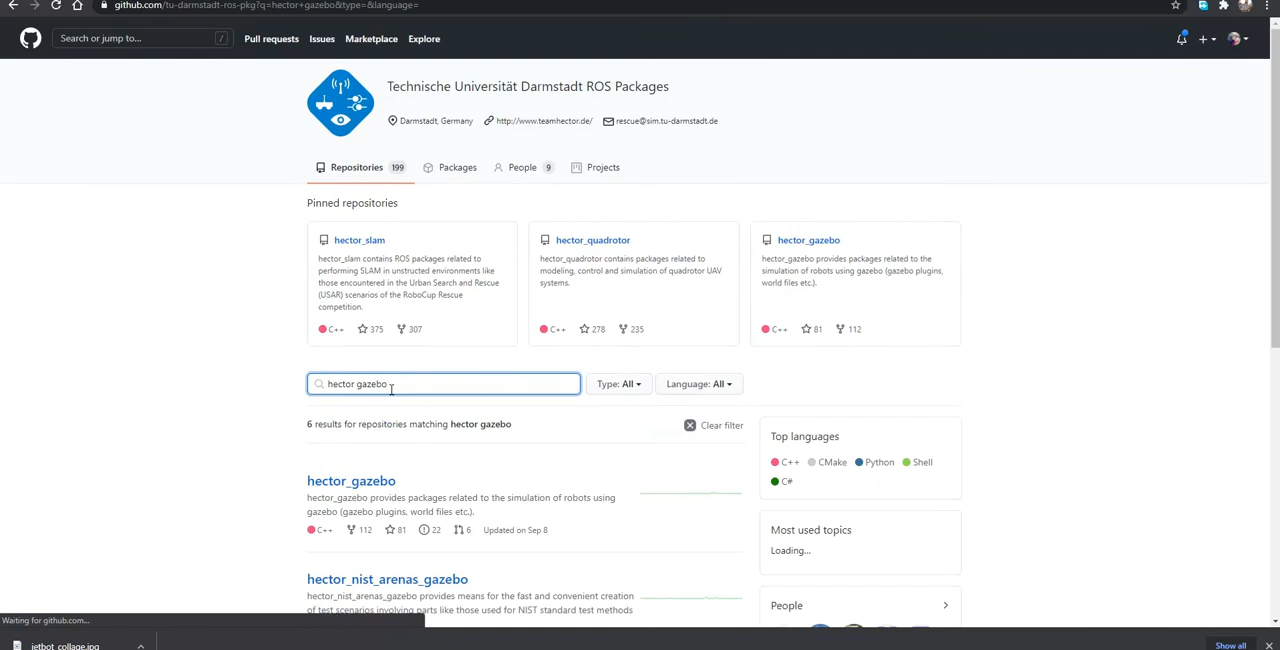 github.com/tu-darmstadt-ros-pkg?q=hector+gazebo&type=&language=
Search or jump to... /
Pull requests Issues Marketplace Explore
Technische Universität Darmstadt ROS Packages
Darmstadt, Germany http://www.teamhector.de/ rescue@sim.tu-darmstadt.de
Repositories 199 Packages People 9 Projects
Pinned repositories
hector_slam
hector_slam contains ROS packages related to
performing SLAM in unstructed environments like
those encountered in the Urban Search and Rescue
(USAR) scenarios of the RoboCup Rescue
competition.
C++ 375 307
hector_quadrotor
hector_quadrotor contains packages related to
modeling, control and simulation of quadrotor UAV
systems.
C++ 278 235
hector_gazebo
hector_gazebo provides packages related to the
simulation of robots using gazebo (gazebo plugins,
world files etc.).
C++ 81 112
hector gazebo
Type: All Language: All
6 results for repositories matching hector gazebo
Clear filter
hector_gazebo
hector_gazebo provides packages related to the simulation of robots using
gazebo (gazebo plugins, world files etc.).
C++ 112 81 22 6 Updated on Sep 8
hector_nist_arenas_gazebo
hector_nist_arenas_gazebo provides means for the fast and convenient creation
of test scenarios involving parts like those used for NIST standard test methods
Top languages
C++ CMake Python Shell
C#
Most used topics
Loading...
People
Waiting for github.com...
jetbot_collage.jpg
Show all